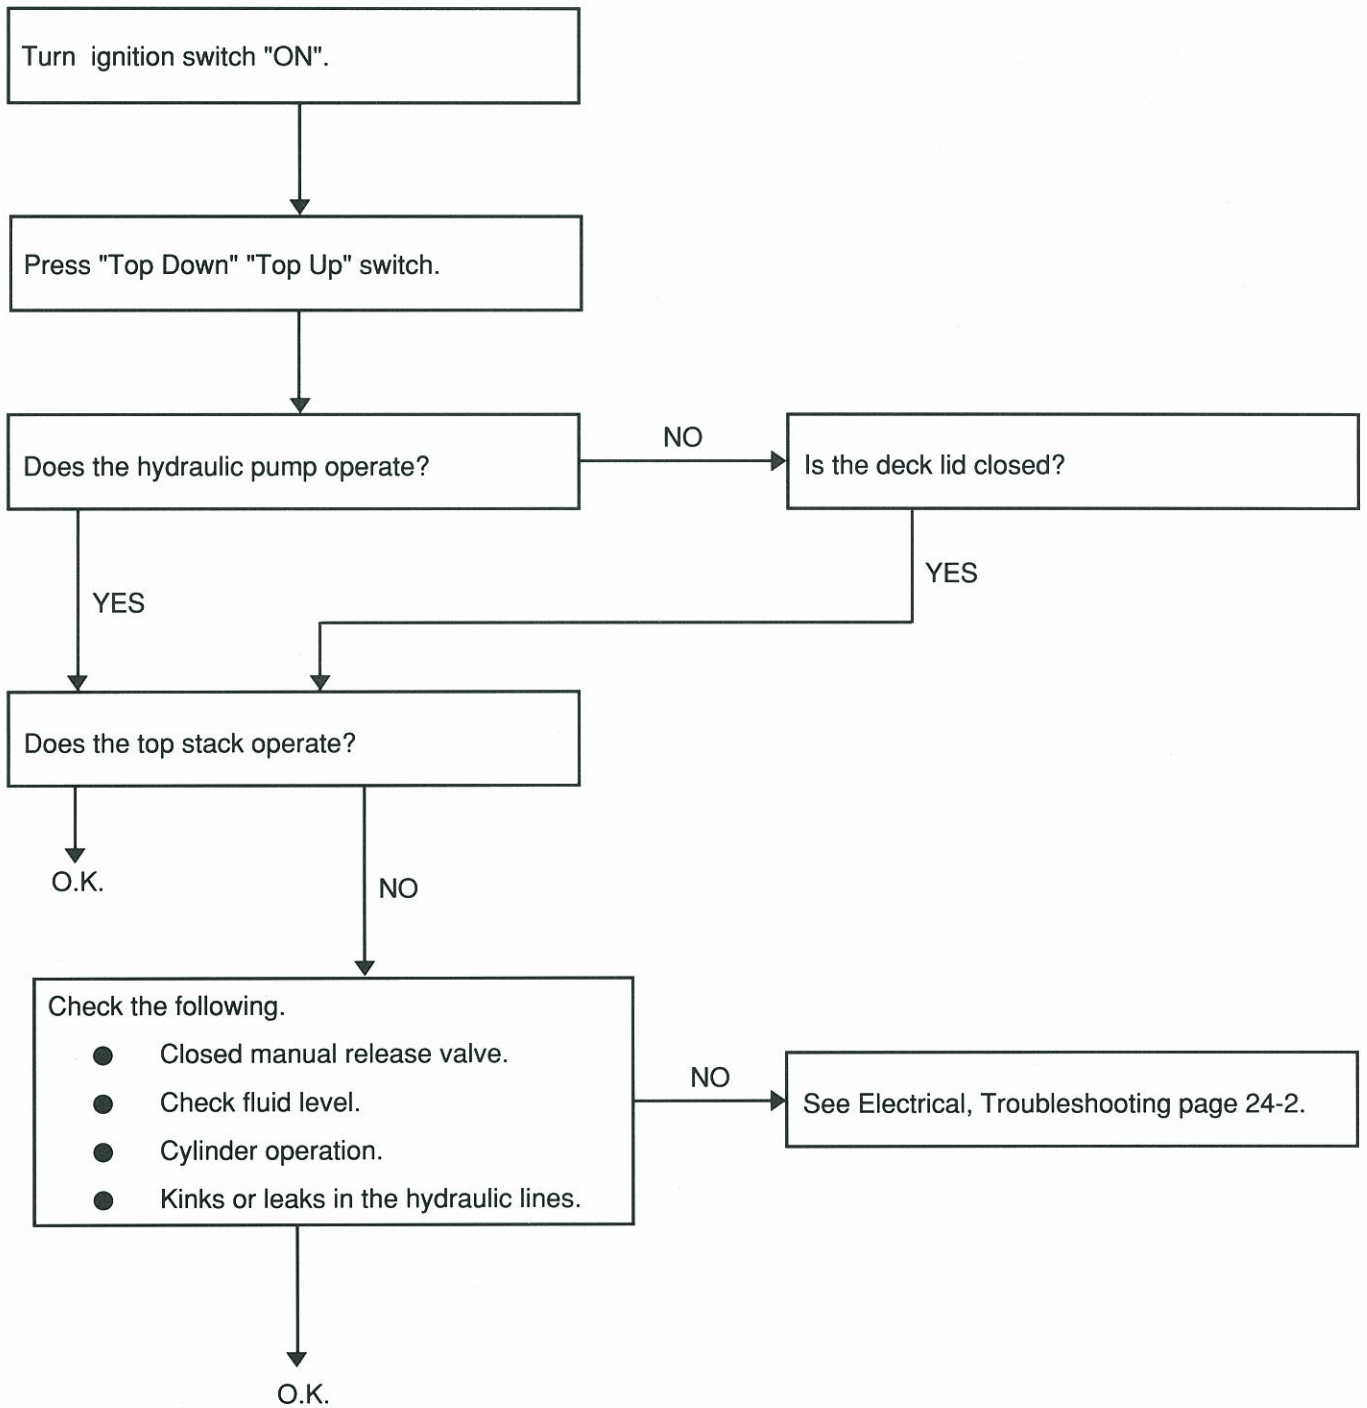 Turn ignition switch "ON".
Press "Top Down" "Top Up" switch.
Does the hydraulic pump operate?
NO
Is the deck lid closed?
YES
YES
Does the top stack operate?
O.K.
NO
Check the following.
● Closed manual release valve.
● Check fluid level.
● Cylinder operation.
● Kinks or leaks in the hydraulic lines.
NO
See Electrical, Troubleshooting page 24-2.
O.K.